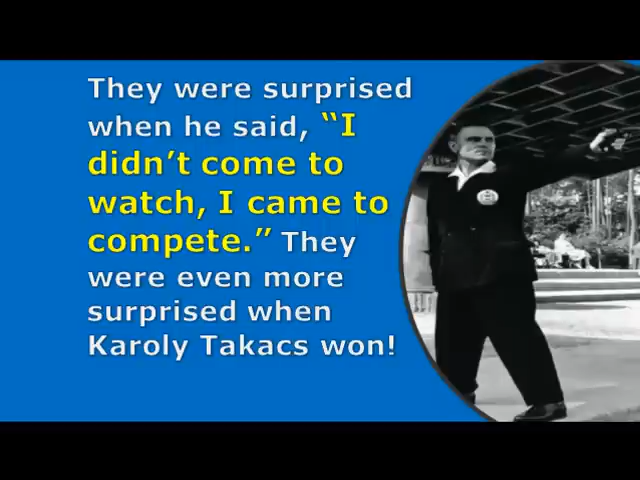 They were surprised
when he said, “I
didn’t come to
watch, I came to
compete.” They
were even more
surprised when
Karoly Takacs won!